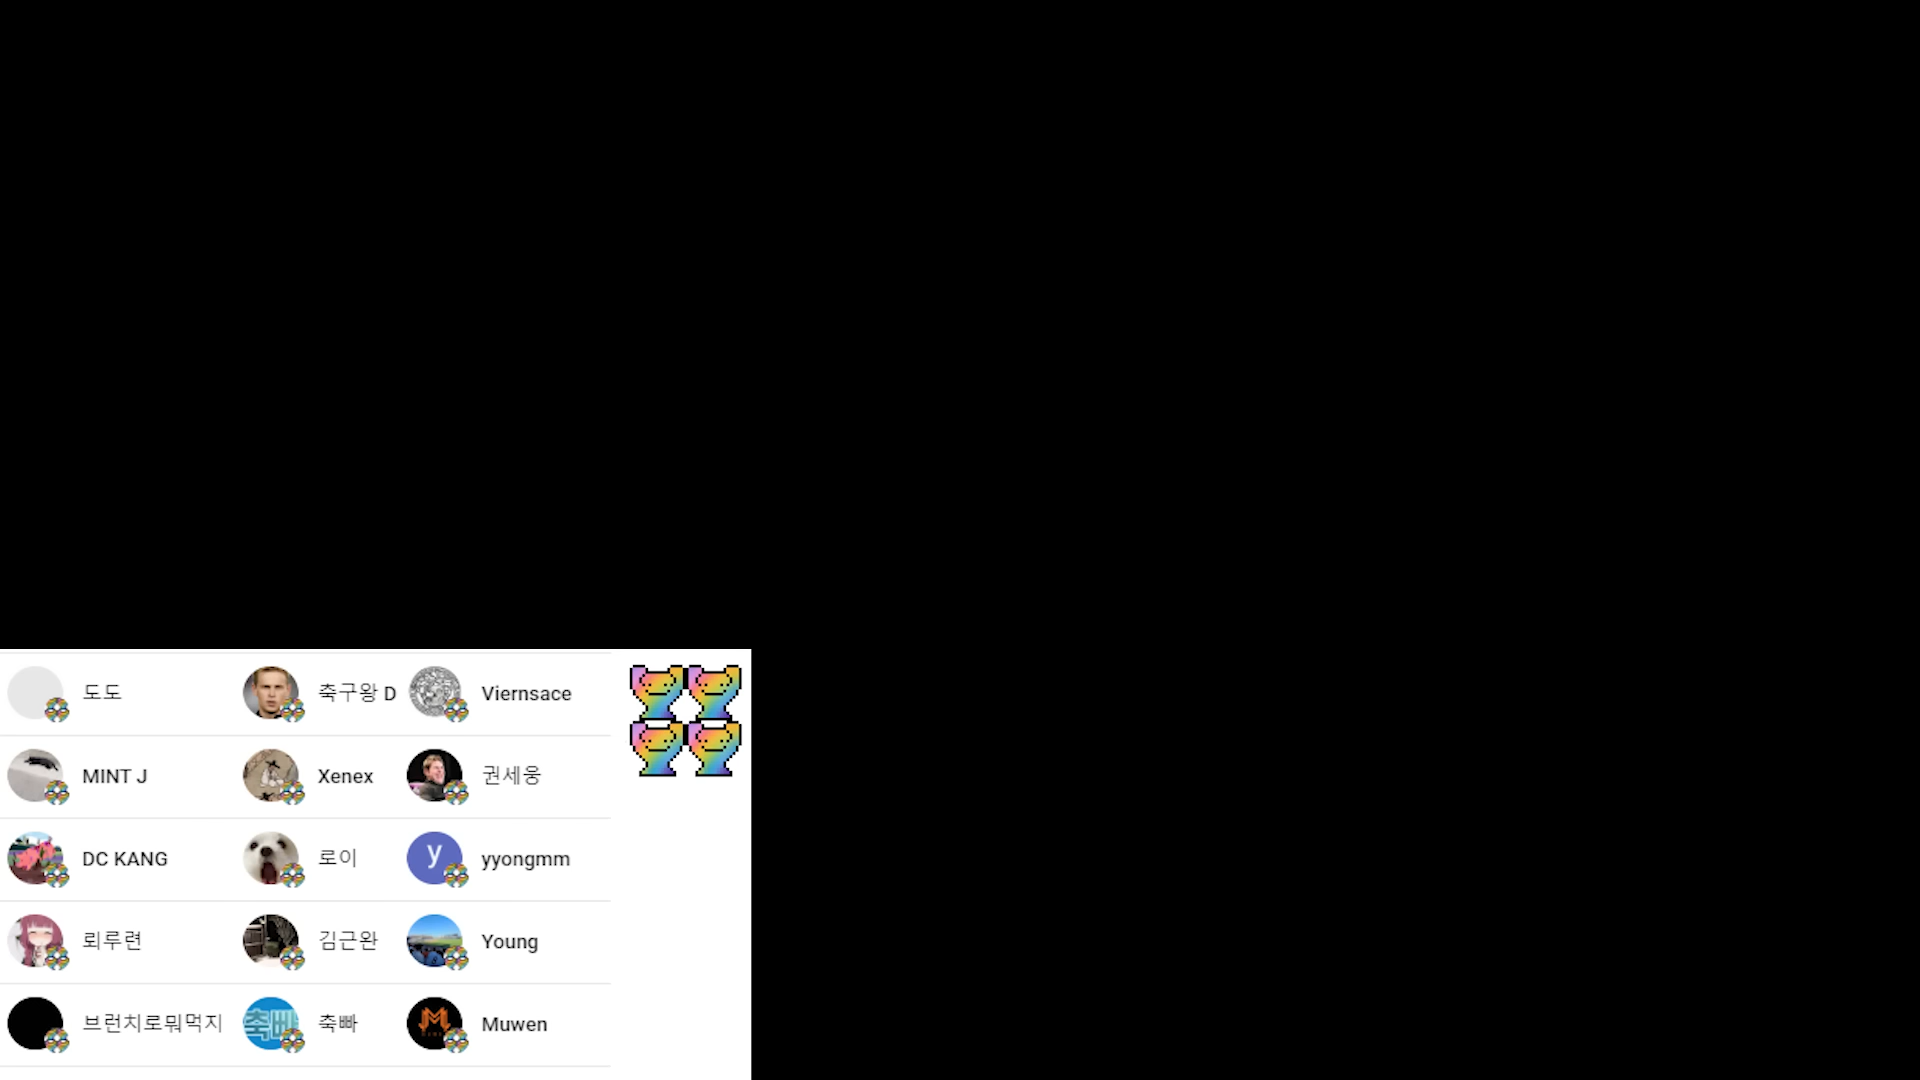 도도 축구왕 D Viernsace
MINT J Xenex 권세웅
DC KANG 로이 y yyongmm
뢰루련 김근완 Young
브런치로뭐먹지 축빠 축빠 Muwen